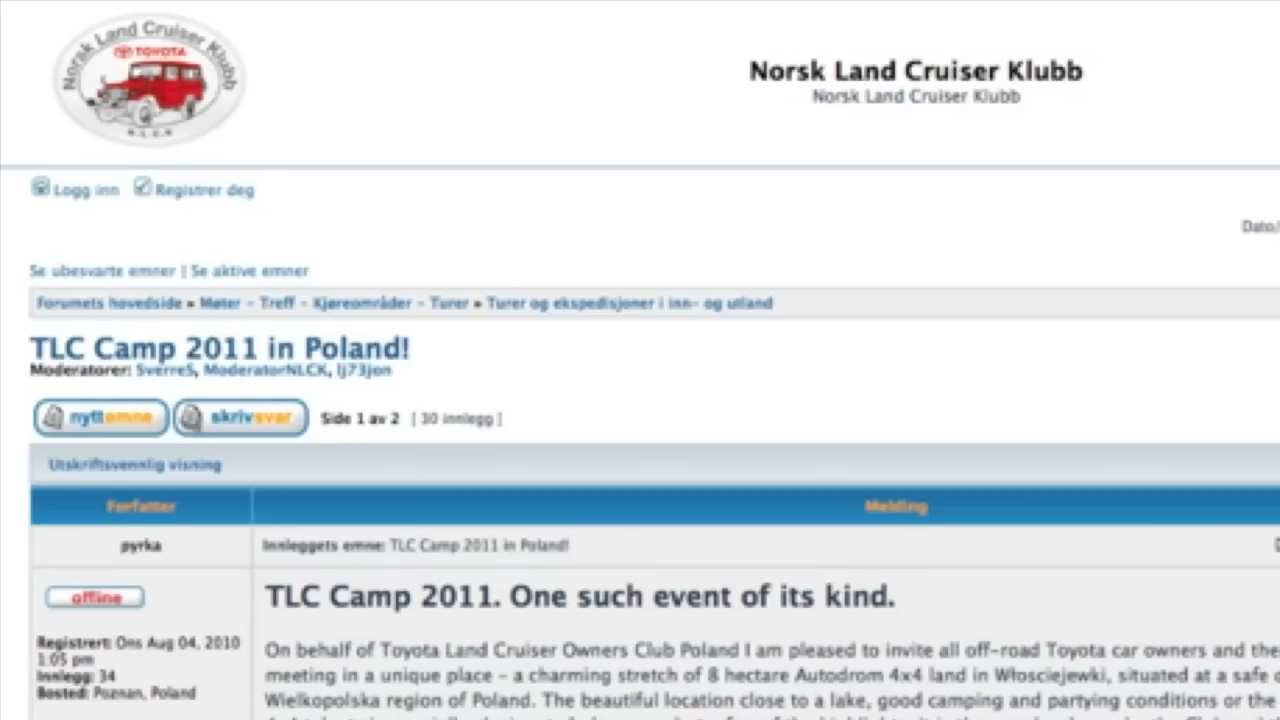 Norsk Land Cruiser Klubb
TOYOTA
N.L.C.K
Norsk Land Cruiser Klubb
Norsk Land Cruiser Klubb
Logg inn Registrer deg
Dato/
Se ubesvarte emner | Se aktive emner
Forumets hovedside » Møter - Treff - Kjøreområder - Turer » Turer og ekspedisjoner i inn- og utland
TLC Camp 2011 in Poland!
Moderatorer: SverreS, ModeratorNLCK, lj73jon
nyttemne skrivsvar Side 1 av 2 [ 30 innlegg ]
Utskriftsvennlig visning
Forfatter Melding
pyrka Innleggets emne: TLC Camp 2011 in Poland!
offline TLC Camp 2011. One such event of its kind.
Registrert: Ons Aug 04, 2010
1:05 pm
Innlegg: 34
Bosted: Poznan, Poland
On behalf of Toyota Land Cruiser Owners Club Poland I am pleased to invite all off-road Toyota car owners and the
meeting in a unique place - a charming stretch of 8 hectare Autodrom 4x4 land in Włosciejewki, situated at a safe
Wielkopolska region of Poland. The beautiful location close to a lake, good camping and partying conditions or the